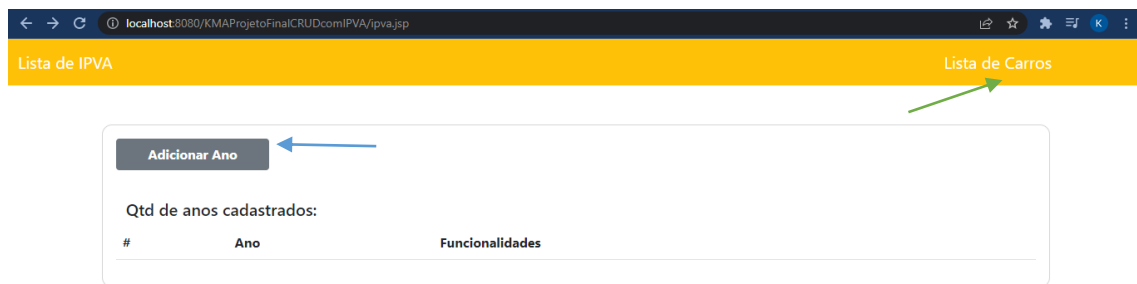 localhost:8080/KMAProjetoFinalCRUDcomIPVA/ipva.jsp K
Lista de IPVA Lista de Carros
Adicionar Ano
Qtd de anos cadastrados:
# Ano Funcionalidades